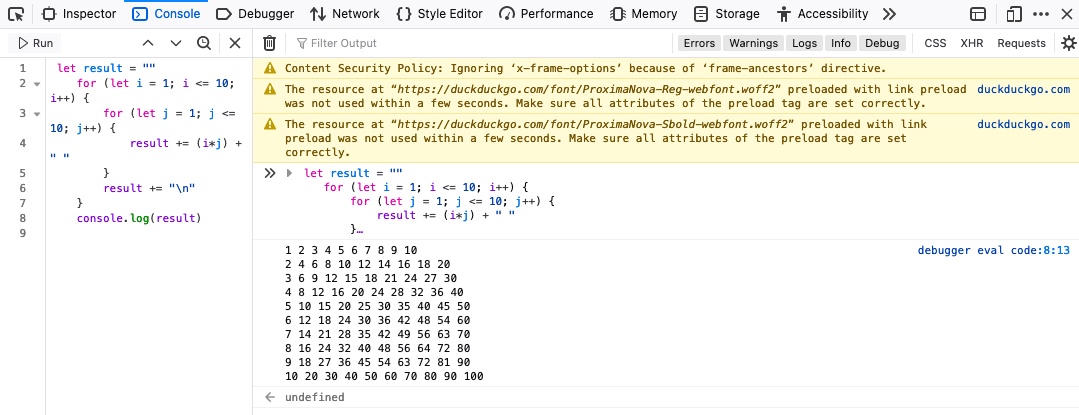 Inspector Console Debugger Network Style Editor Performance Memory Storage Accessibility
Run Filter Output Errors Warnings Logs Info Debug CSS XHR Requests
1 let result = ""
2 for (let i = 1; i <= 10;
i++) {
3 for (let j = 1; j <=
10; j++) {
4 result += (i*j) +
" "
5 }
6 result += "\n"
7 }
8 console.log(result)
9
Content Security Policy: Ignoring ‘x-frame-options’ because of ‘frame-ancestors’ directive.
The resource at “https://duckduckgo.com/font/ProximaNova-Reg-webfont.woff2” preloaded with link preload duckduckgo.com
was not used within a few seconds. Make sure all attributes of the preload tag are set correctly.
The resource at “https://duckduckgo.com/font/ProximaNova-Sbold-webfont.woff2” preloaded with link duckduckgo.com
preload was not used within a few seconds. Make sure all attributes of the preload tag are set
correctly.
let result = ""
for (let i = 1; i <= 10; i++) {
for (let j = 1; j <= 10; j++) {
result += (i*j) + " "
}…
1 2 3 4 5 6 7 8 9 10 debugger eval code:8:13
2 4 6 8 10 12 14 16 18 20
3 6 9 12 15 18 21 24 27 30
4 8 12 16 20 24 28 32 36 40
5 10 15 20 25 30 35 40 45 50
6 12 18 24 30 36 42 48 54 60
7 14 21 28 35 42 49 56 63 70
8 16 24 32 40 48 56 64 72 80
9 18 27 36 45 54 63 72 81 90
10 20 30 40 50 60 70 80 90 100
undefined